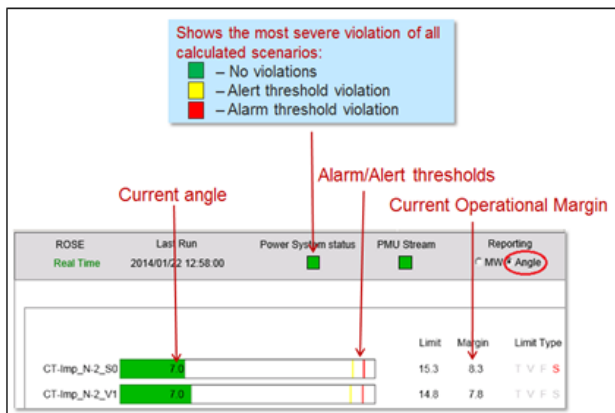 Shows the most severe violation of all
calculated scenarios:
– No violations
– Alert threshold violation
– Alarm threshold violation
Alarm/Alert thresholds
Current angle
Current Operational Margin
ROSE Last Run Power System status PMU Stream Reporting
Real Time 2014/01/22 12:58:00 MW Angle
Limit Margin Limit Type
CT-Imp_N-2_S0 7.0 15.3 8.3 T V F S
CT-Imp_N-2_V1 7.0 14.8 7.8 T V F S